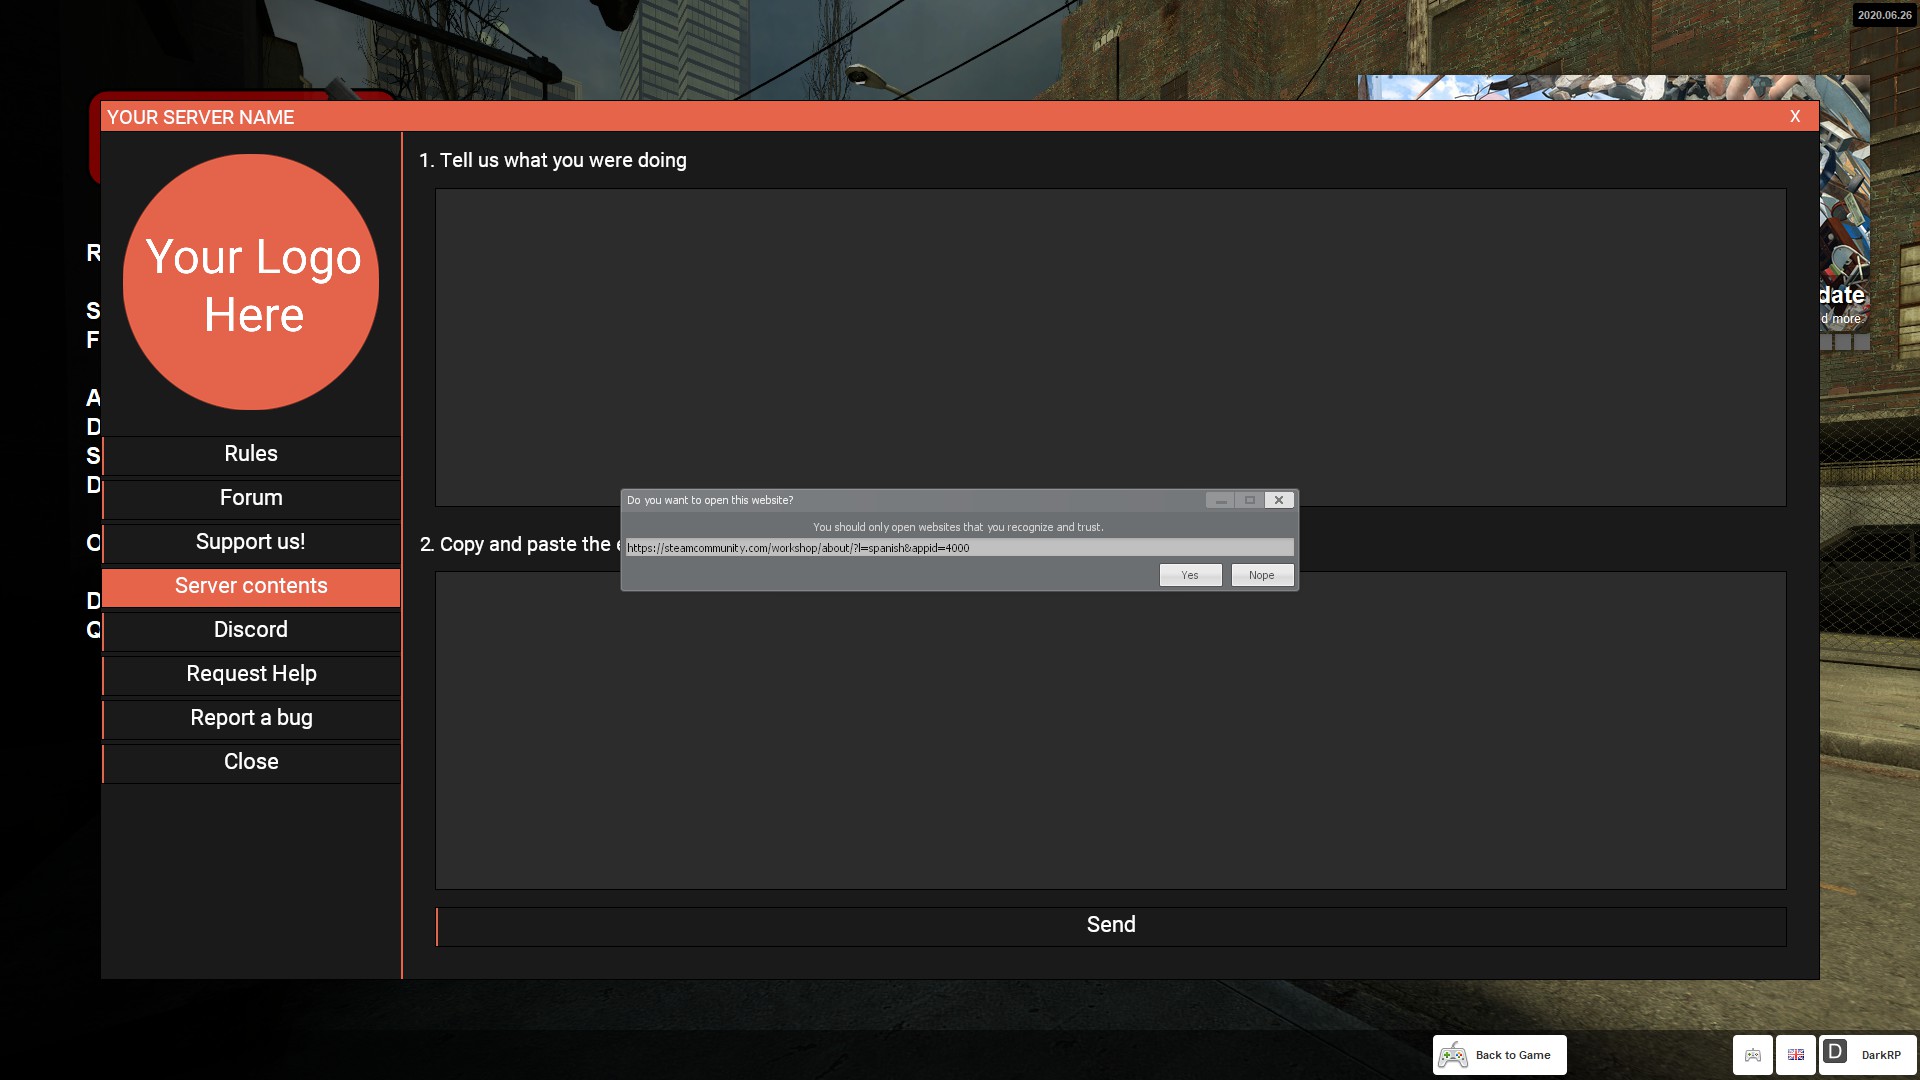 2020.06.26
YOUR SERVER NAME
X
Your Logo
Here
Rules
Forum
Support us!
Server contents
Discord
Request Help
Report a bug
Close
1. Tell us what you were doing
2. Copy and paste the
Do you want to open this website?
You should only open websites that you recognize and trust.
https://steamcommunity.com/workshop/about/?l=spanish&appid=4000
Yes
Nope
Send
R
S
F
A
D
S
D
O
D
Q
date
d more.
Back to Game
D
DarkRP